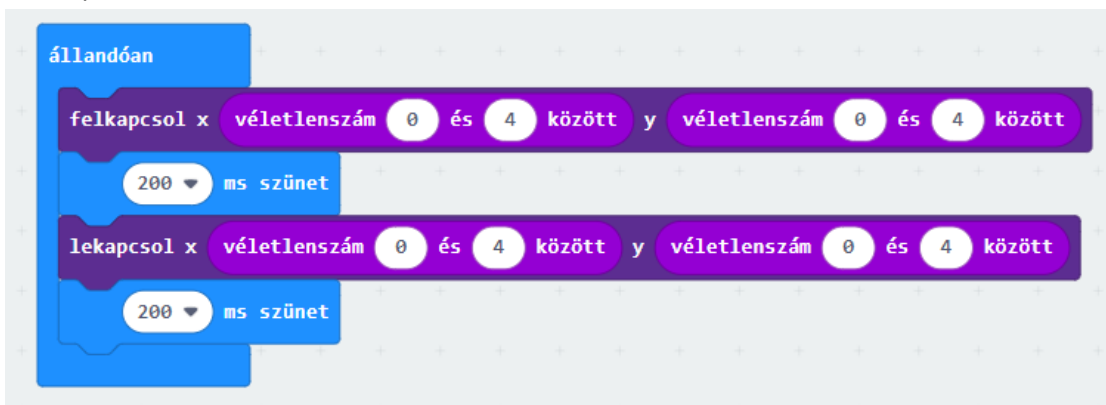 állandóan
felkapcsol x véletlenszám 0 és 4 között y véletlenszám 0 és 4 között
200 ms szünet
lekapcsol x véletlenszám 0 és 4 között y véletlenszám 0 és 4 között
200 ms szünet